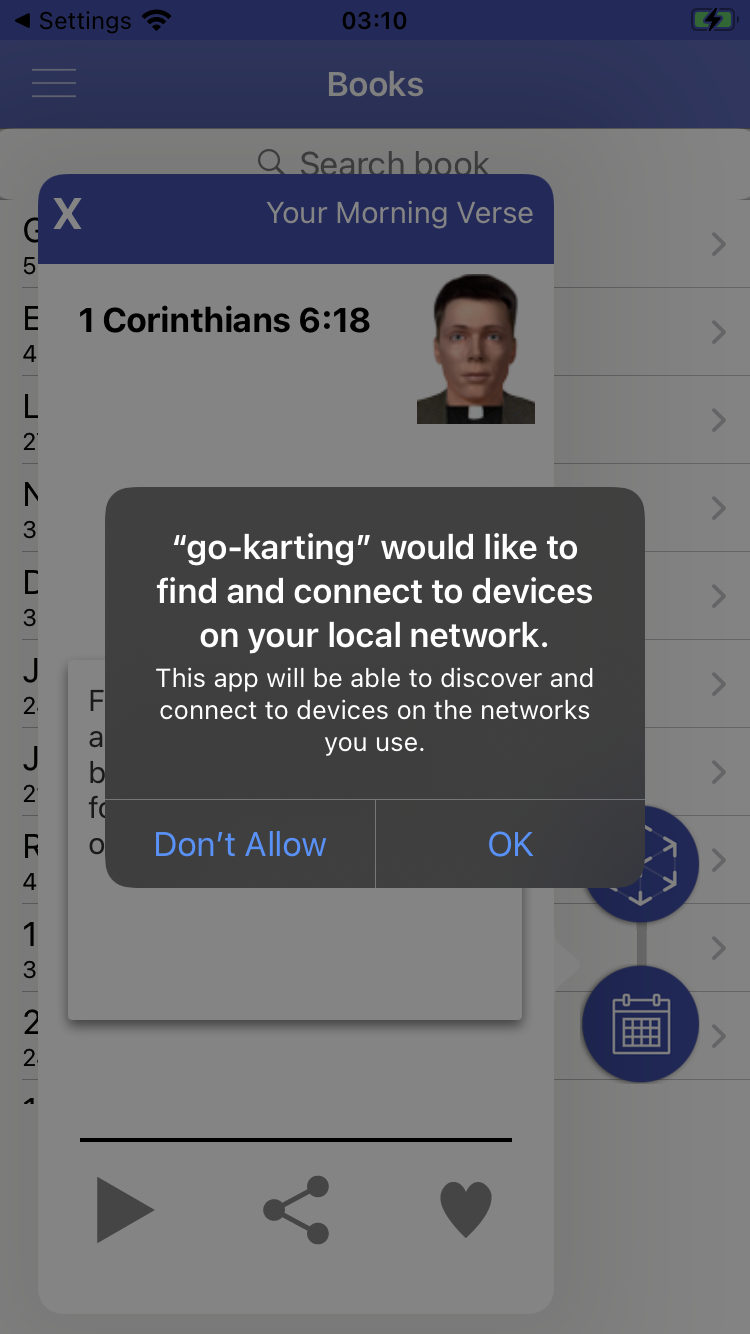 Settings
03:10
Books
Search book
X
Your Morning Verse
1 Corinthians 6:18
“go-karting” would like to
find and connect to devices
on your local network.
This app will be able to discover and
connect to devices on the networks
you use.
Don’t Allow
OK